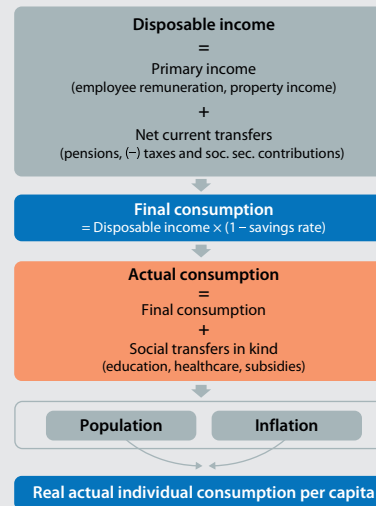 Disposable income
=
Primary income
(employee remuneration, property income)
+
Net current transfers
(pensions, (–) taxes and soc. sec. contributions)
Final consumption
= Disposable income × (1 – savings rate)
Actual consumption
=
Final consumption
+
Social transfers in kind
(education, healthcare, subsidies)
Population Inflation
Real actual individual consumption per capita